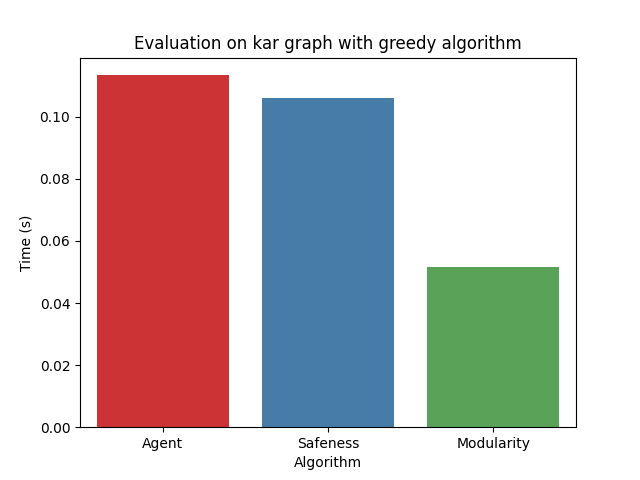 Evaluation on kar graph with greedy algorithm
0.10
0.08
0.06
0.04
0.02
0.00
Time (s)
Agent
Safeness
Modularity
Algorithm